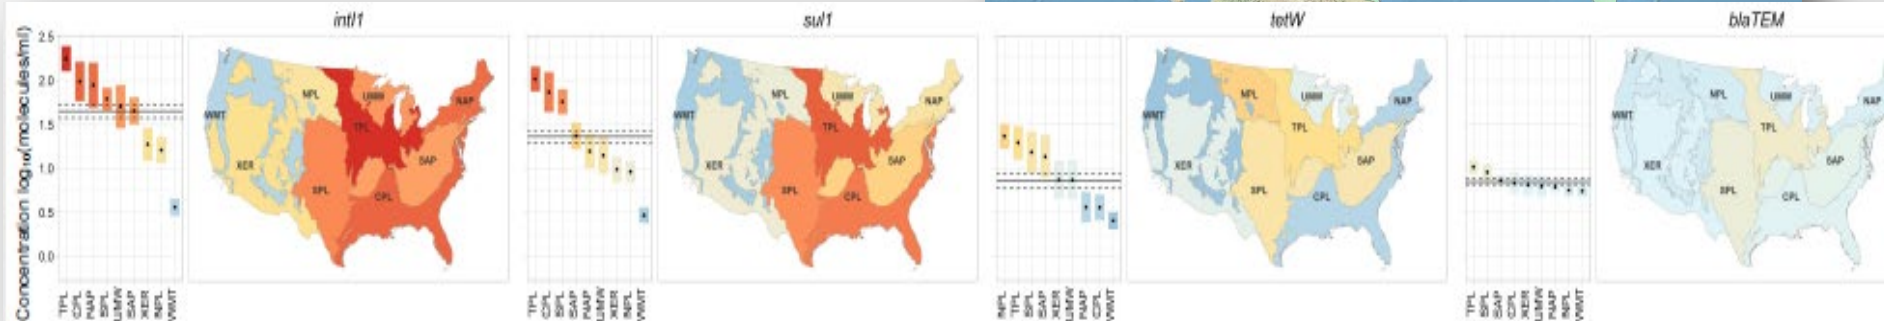 intI1
sul1
tetW
blaTEM
Concentration log₁₀(molecules/ml)
2.5
2.0
1.5
1.0
0.5
0.0
TPL
CPL
NAP
SPL
UMW
SAP
XER
NPL
WMT
WMT
NPL
UMW
NAP
TPL
XER
SAP
SPL
CPL
TPL
CPL
SPL
SAP
NAP
UMW
XER
NPL
WMT
WMT
NPL
UMW
NAP
TPL
XER
SAP
SPL
CPL
NPL
TPL
SPL
SAP
XER
UMW
NAP
CPL
WMT
WMT
NPL
UMW
NAP
TPL
XER
SAP
SPL
CPL
TPL
SPL
SAP
CPL
XER
UMW
NAP
NPL
WMT
WMT
NPL
UMW
NAP
TPL
XER
SAP
SPL
CPL